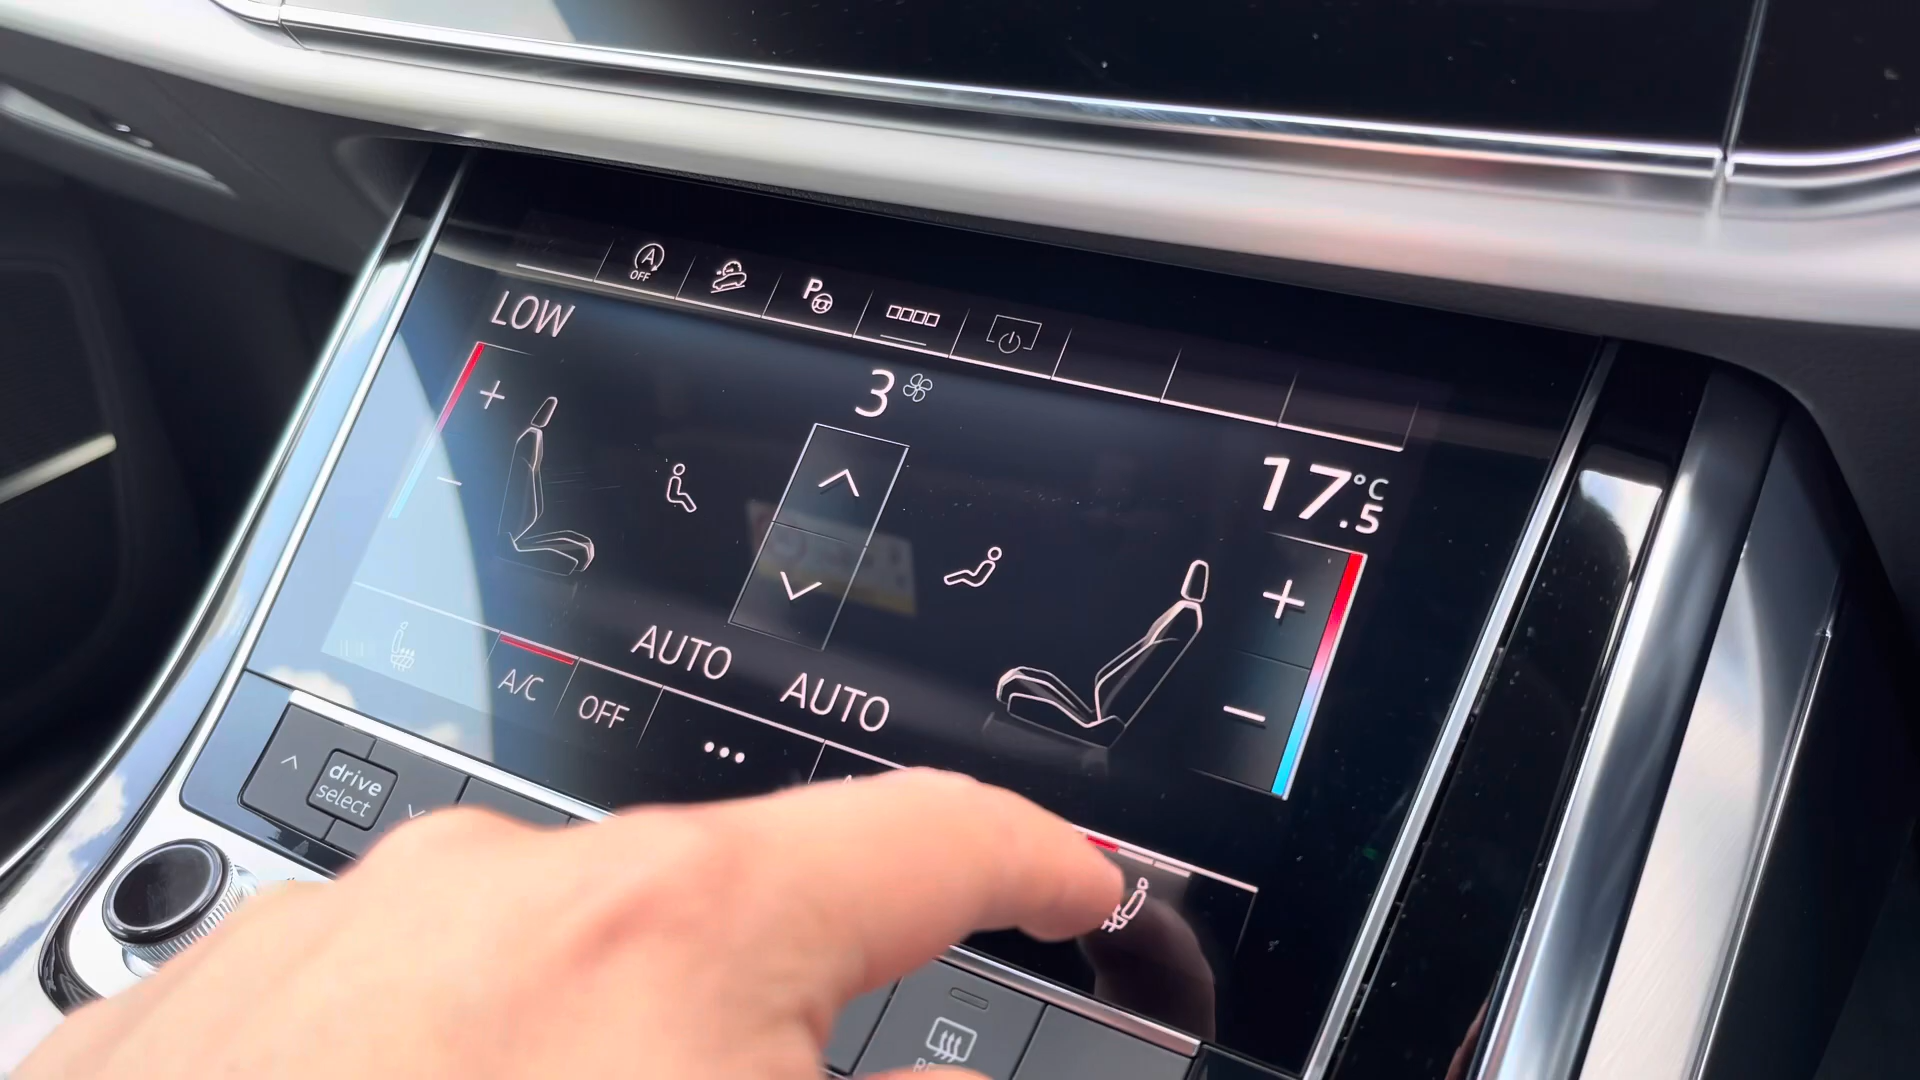 A
OFF
P
LOW
3
17.5
°C
AUTO
AUTO
A/C
OFF
drive
select